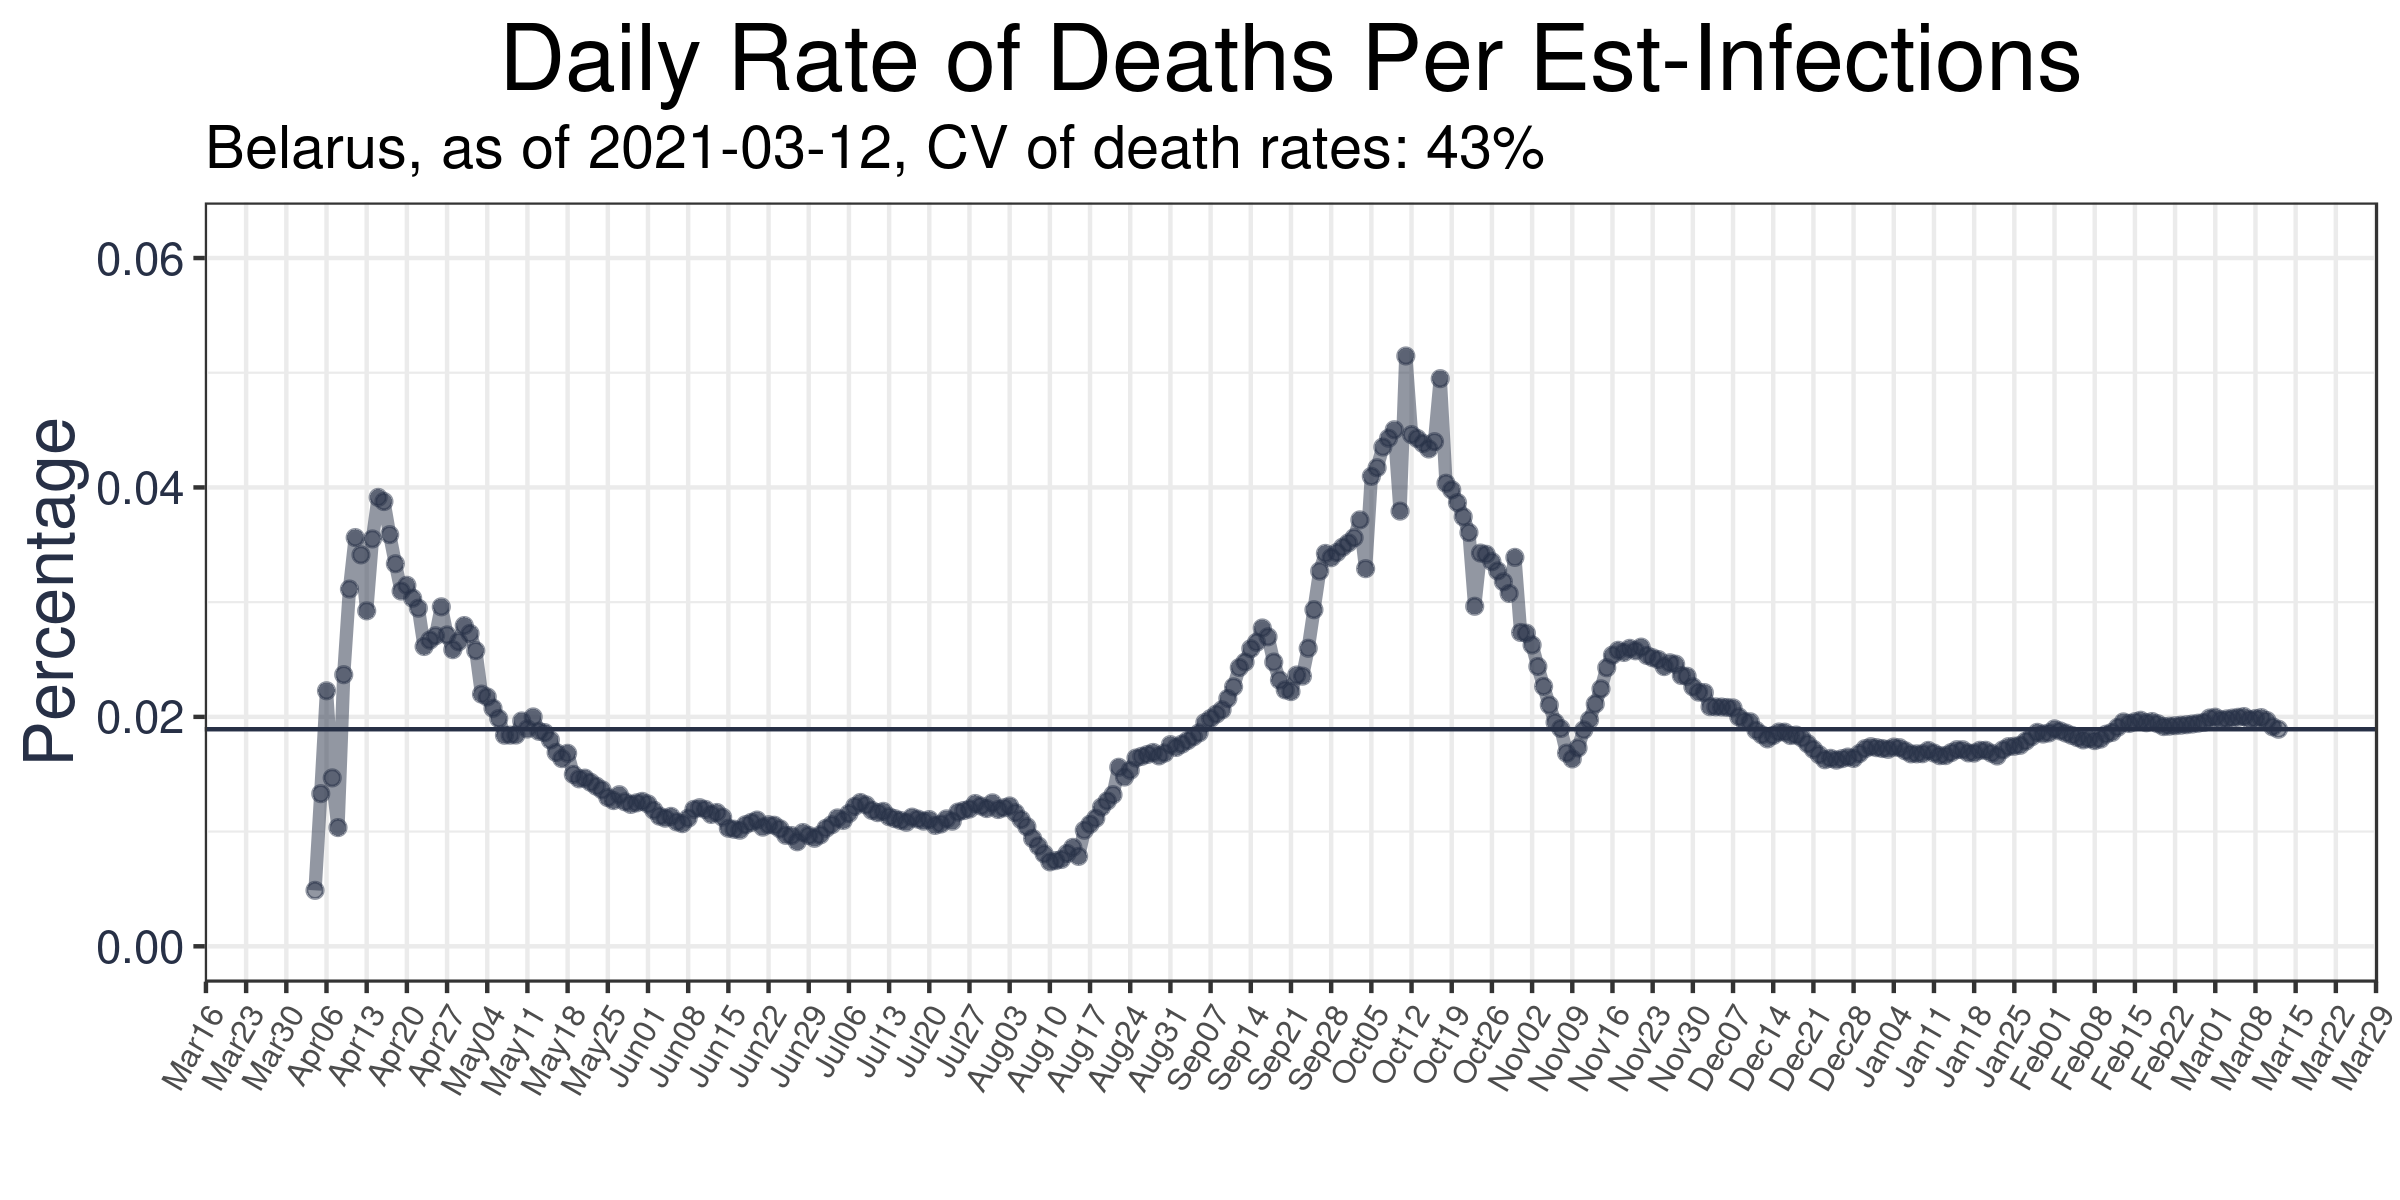 Daily Rate of Deaths Per Est-Infections
Belarus, as of 2021-03-12, CV of death rates: 43%
Percentage
0.06
0.04
0.02
0.00
Mar16
Mar23
Mar30
Apr06
Apr13
Apr20
Apr27
May04
May11
May18
May25
Jun01
Jun08
Jun15
Jun22
Jun29
Jul06
Jul13
Jul20
Jul27
Aug03
Aug10
Aug17
Aug24
Aug31
Sep07
Sep14
Sep21
Sep28
Oct05
Oct12
Oct19
Oct26
Nov02
Nov09
Nov16
Nov23
Nov30
Dec07
Dec14
Dec21
Dec28
Jan04
Jan11
Jan18
Jan25
Feb01
Feb08
Feb15
Feb22
Mar01
Mar08
Mar15
Mar22
Mar29